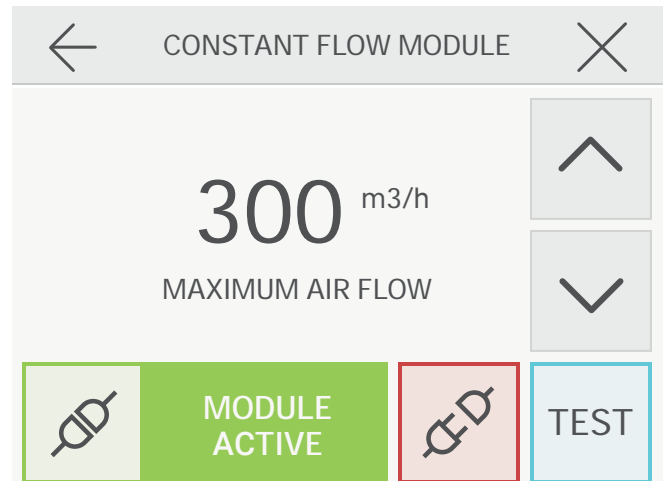 CONSTANT FLOW MODULE
300 m3/h
MAXIMUM AIR FLOW
MODULE
ACTIVE
TEST